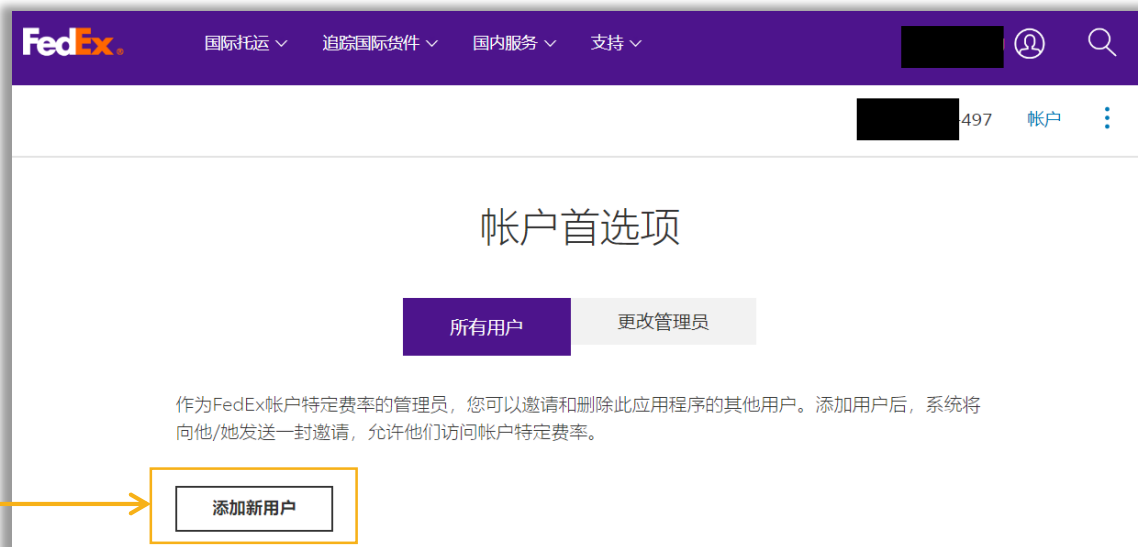 FedEx®
国际托运 追踪国际货件 国内服务 支持
-497 帐户
帐户首选项
所有用户 更改管理员
作为FedEx帐户特定费率的管理员，您可以邀请和删除此应用程序的其他用户。添加用户后，系统将
向他/她发送一封邀请，允许他们访问帐户特定费率。
添加新用户